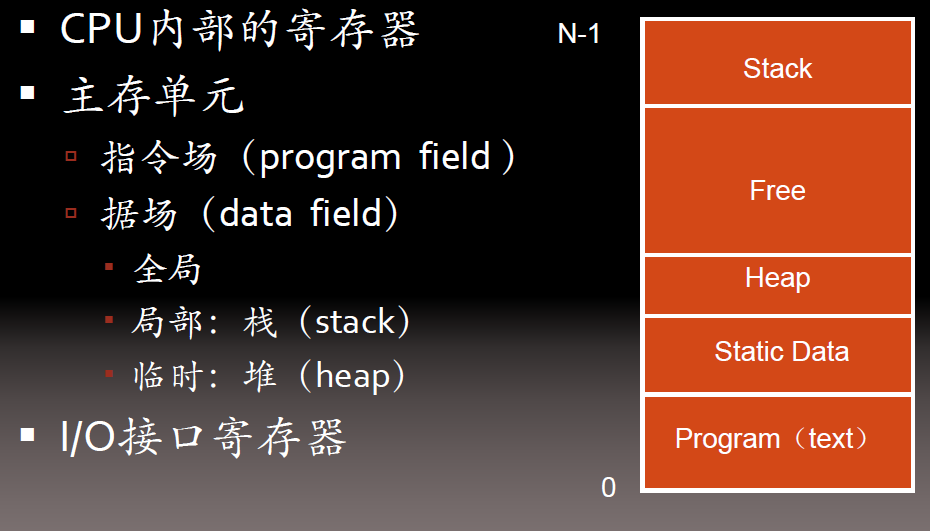 CPU内部的寄存器
主存单元
指令场（program field）
据场（data field）
全局
局部：栈（stack）
临时：堆（heap）
I/O接口寄存器
N-1
Stack
Free
Heap
Static Data
Program（text）
0